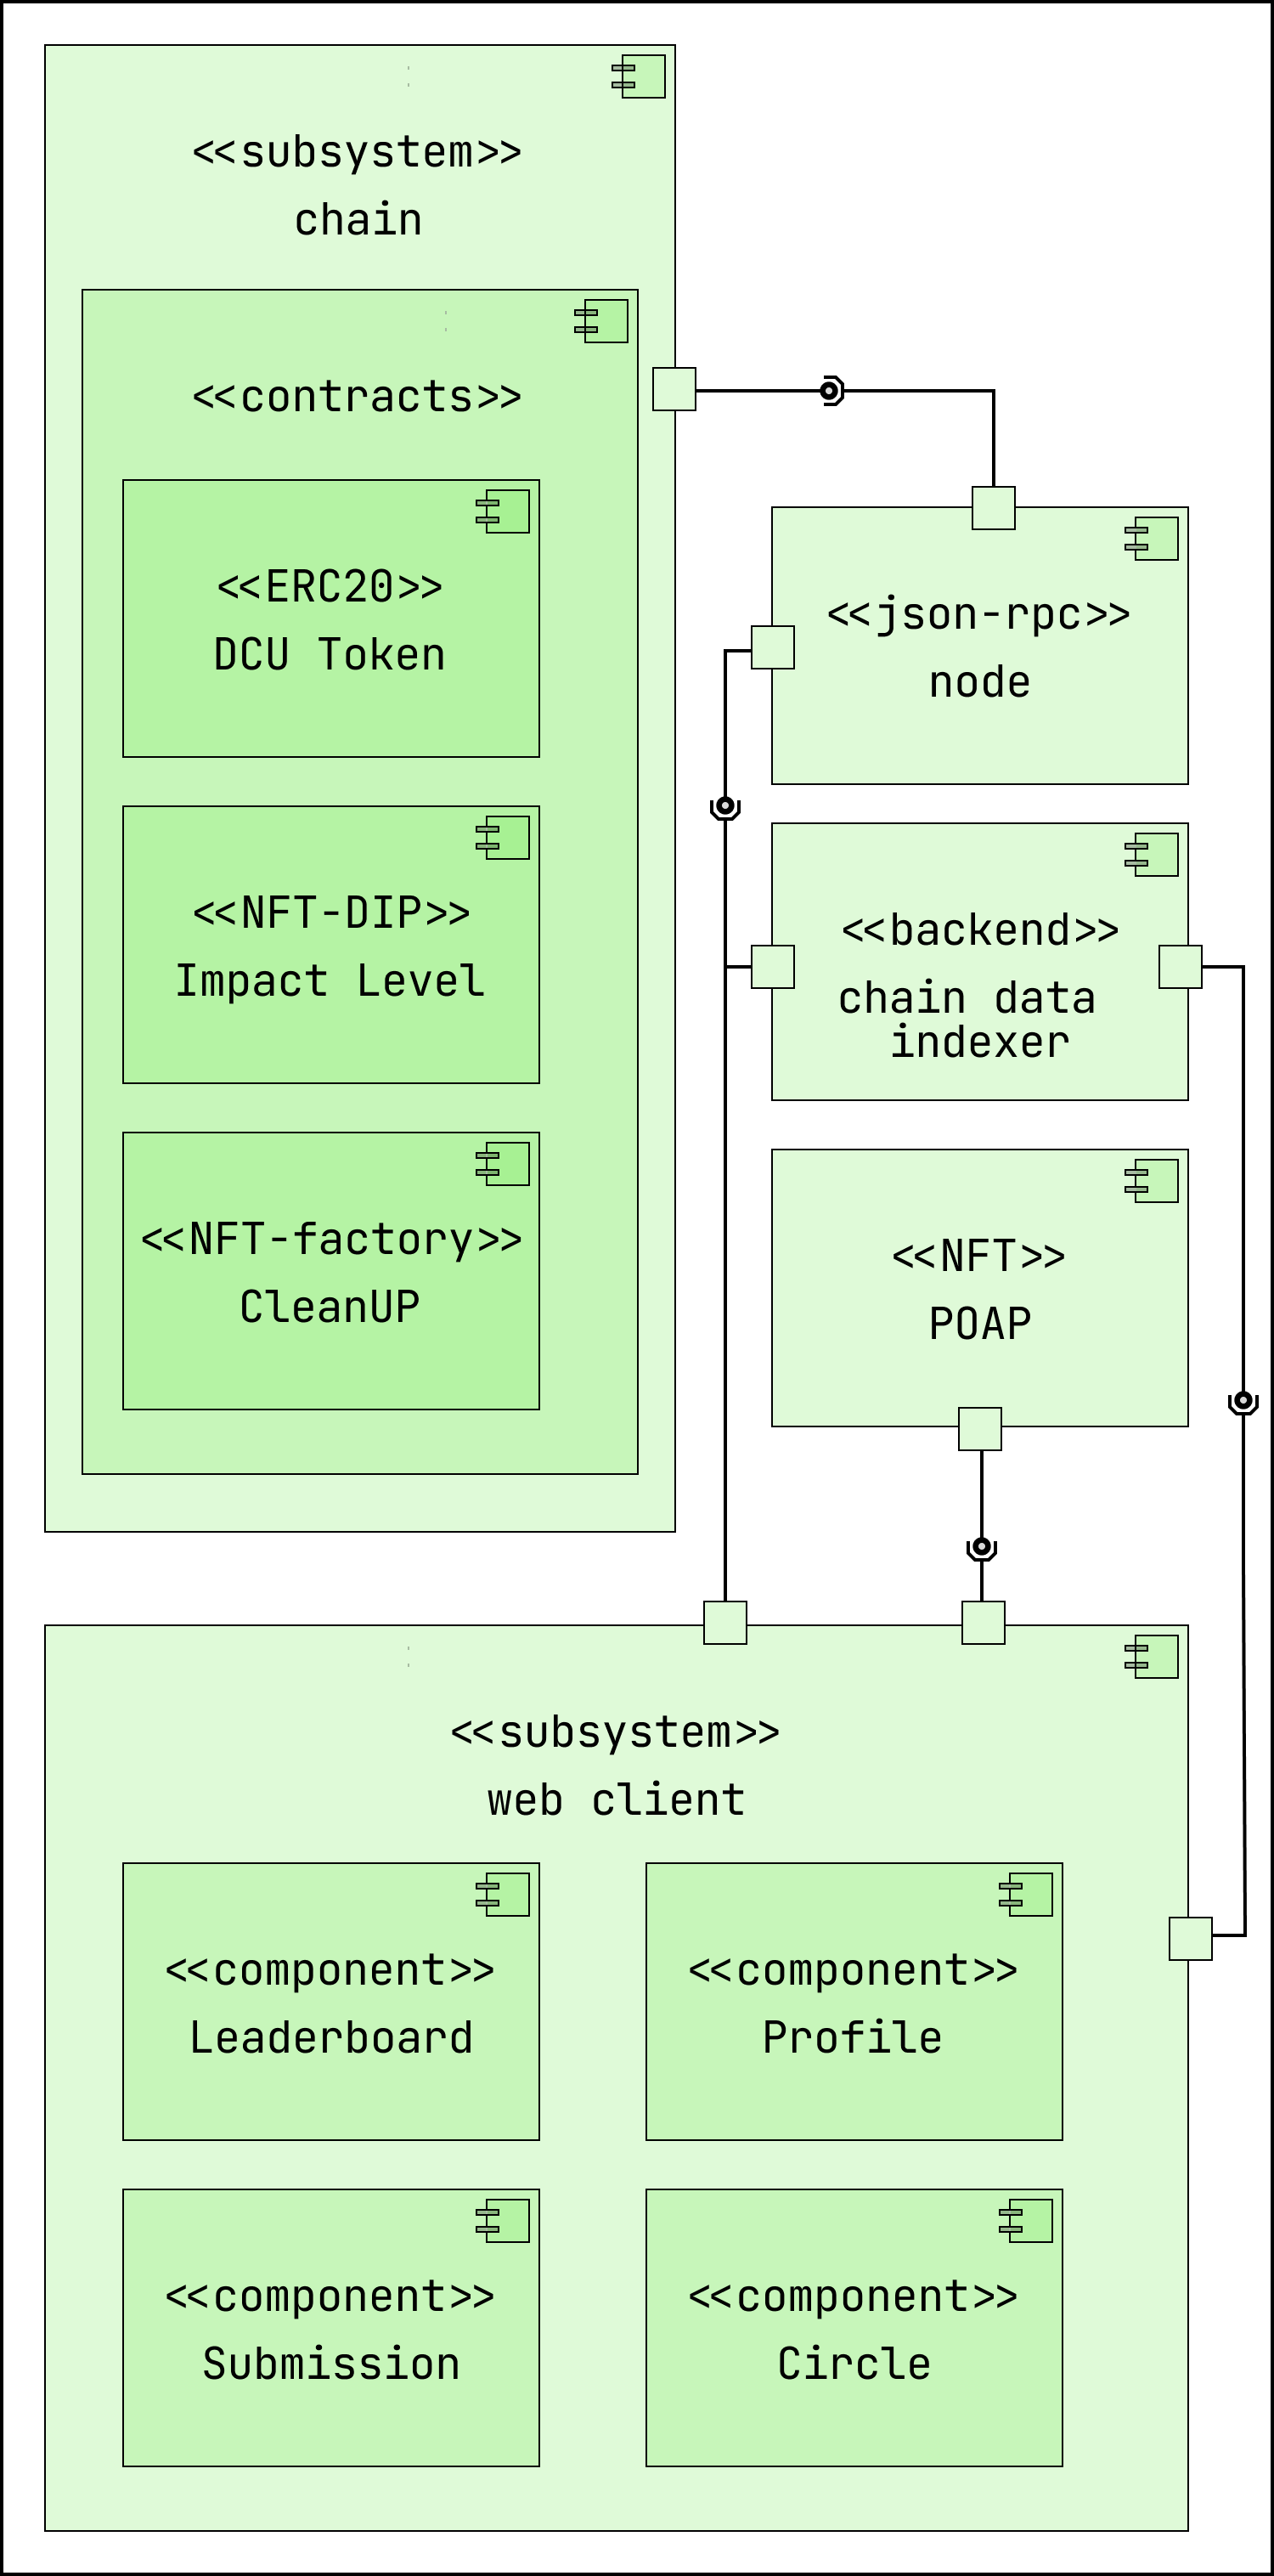 <<subsystem>>
chain
<<contracts>>
<<ERC20>>
DCU Token
<<NFT-DIP>>
Impact Level
<<NFT-factory>>
CleanUP
<<json-rpc>>
node
<<backend>>
chain data
indexer
<<NFT>>
POAP
<<subsystem>>
web client
<<component>>
Leaderboard
<<component>>
Profile
<<component>>
Submission
<<component>>
Circle